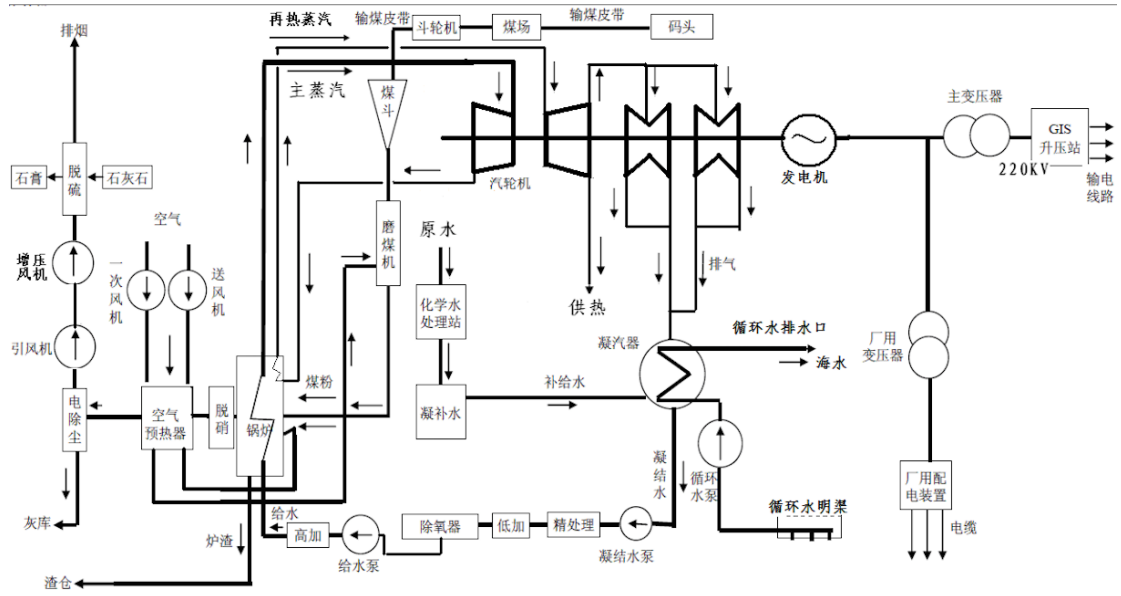 再热蒸汽
输煤皮带
斗轮机
煤场
输煤皮带
码头
排烟
主蒸汽
煤
斗
主变压器
GIS
升压站
220KV
输电
线路
脱
硫
石膏
石灰石
汽轮机
发电机
空气
磨
煤
机
原水
增压
风机
一
次
风
机
送
风
机
排气
供热
化学水
处理站
循环水排水口
凝汽器
海水
厂用
变压器
引风机
煤粉
补给水
电
除
尘
空气
预热器
脱
硝
锅炉
凝补水
凝
结
水
循环
水泵
厂用配
电装置
循环水明渠
电缆
灰库
给水
炉渣
高加
给水泵
除氧器
低加
精处理
凝结水泵
渣仓